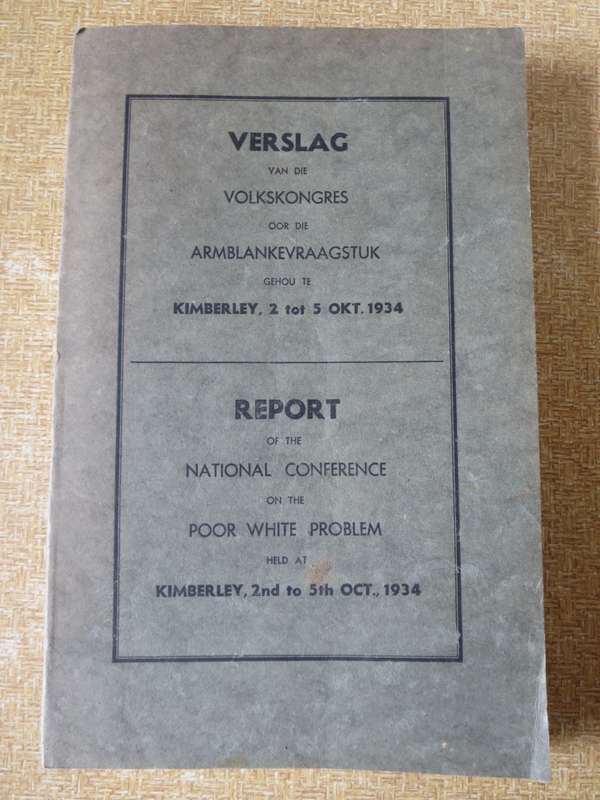 VERSLAG
VAN DIE
VOLKSKONGRES
OOR DIE
ARMBLANKEVRAAGSTUK
GEHOU TE
KIMBERLEY, 2 tot 5 OKT. 1934
REPORT
OF THE
NATIONAL CONFERENCE
ON THE
POOR WHITE PROBLEM
HELD AT
KIMBERLEY, 2nd to 5th OCT., 1934